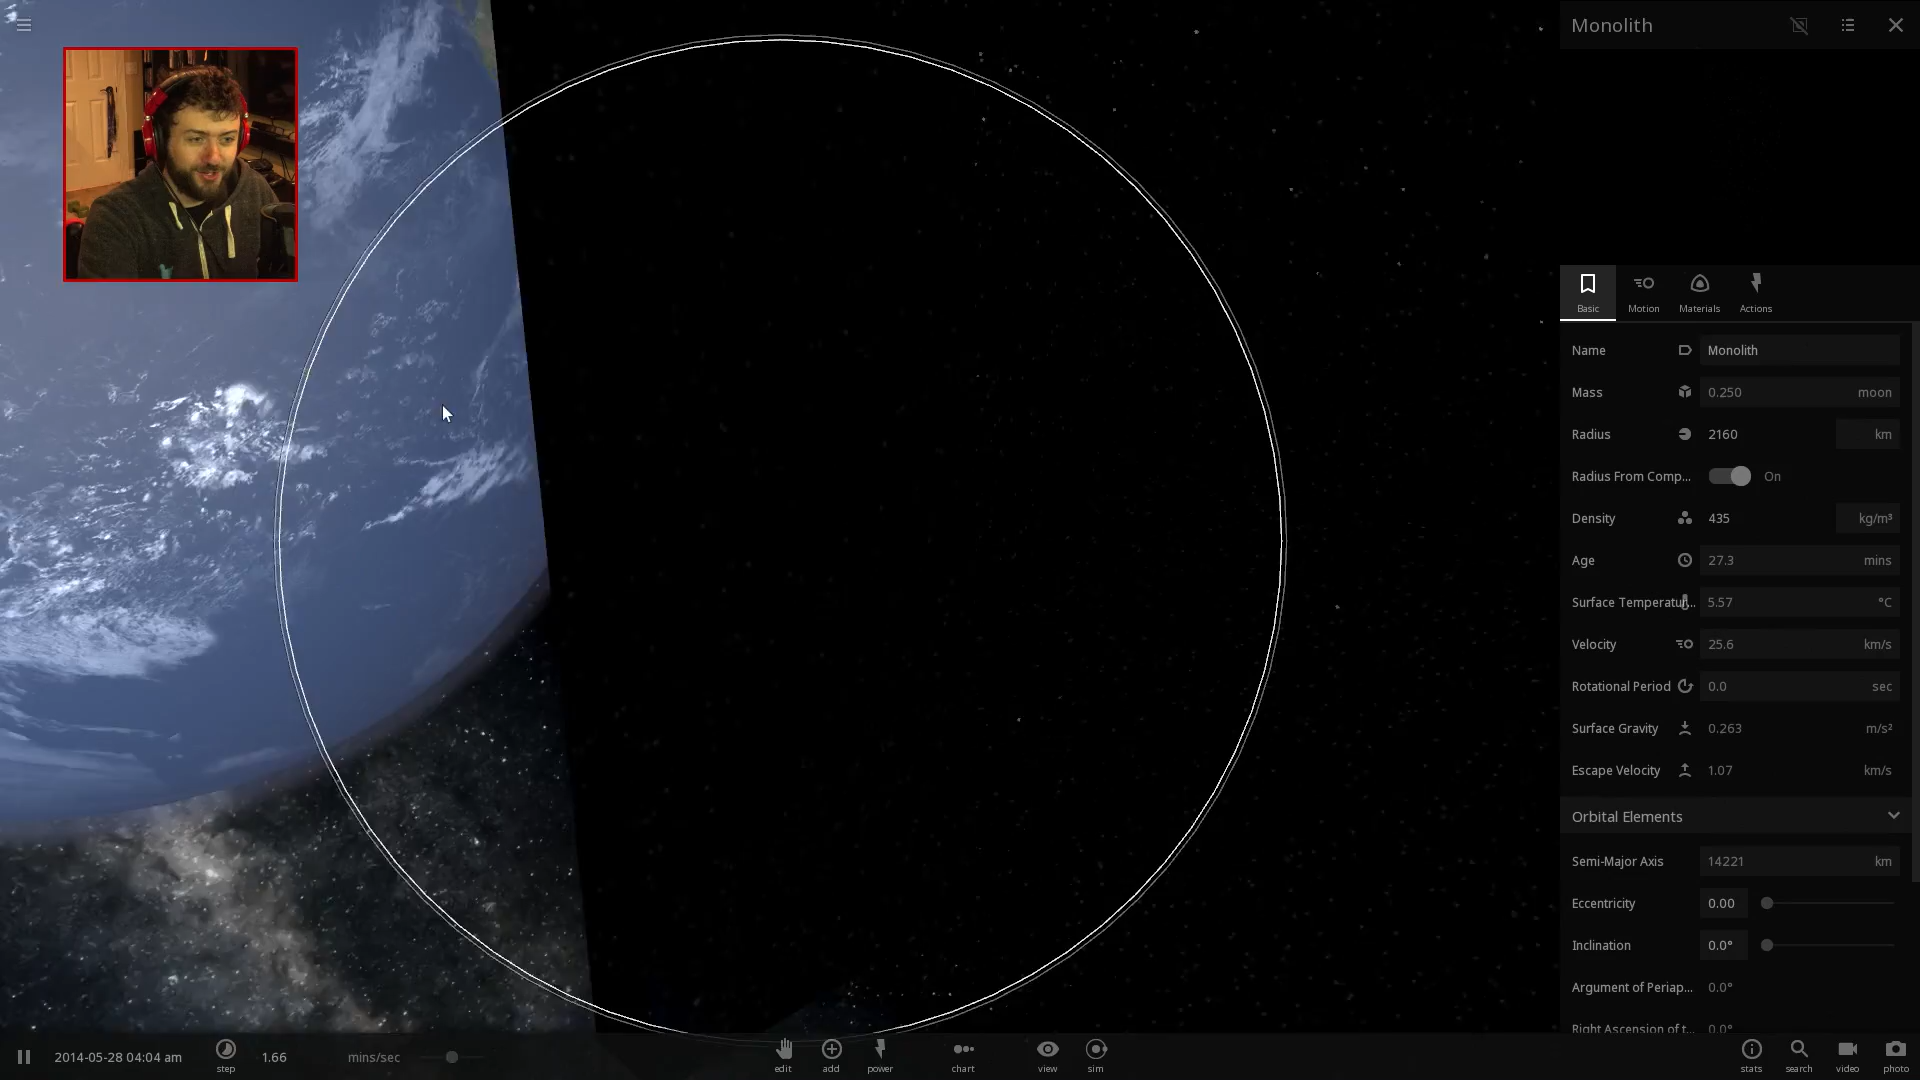 Monolith
Basic
Motion
Materials
Actions
Name Monolith
Mass 0.250 moon
Radius 2160 km
Radius From Comp... On
Density 435 kg/m³
Age 27.3 mins
Surface Temperatur... 5.57 °C
Velocity 25.6 km/s
Rotational Period 0.0 sec
Surface Gravity 0.263 m/s²
Escape Velocity 1.07 km/s
Orbital Elements
Semi-Major Axis 14221 km
Eccentricity 0.00
Inclination 0.0°
Argument of Periap... 0.0°
Right Ascension of t... 0.0°
2014-05-28 04:04 am
step
1.66 mins/sec
edit
add
power
chart
view
sim
stats
search
video
photo